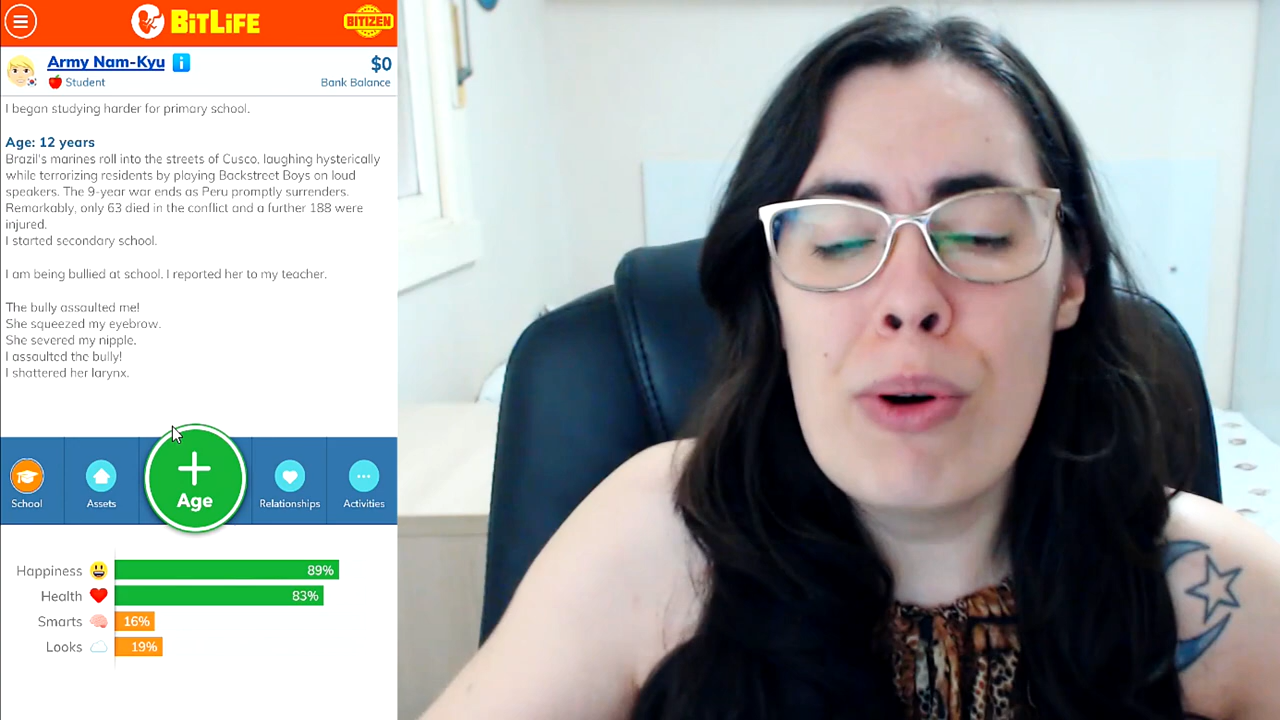 BitLife
BITIZEN
Army Nam-Kyu i $0
Student Bank Balance
I began studying harder for primary school.
Age: 12 years
Brazil's marines roll into the streets of Cusco, laughing hysterically
while terrorizing residents by playing Backstreet Boys on loud
speakers. The 9-year war ends as Peru promptly surrenders.
Remarkably, only 63 died in the conflict and a further 188 were
injured.
I started secondary school.
I am being bullied at school. I reported her to my teacher.
The bully assaulted me!
She squeezed my eyebrow.
She severed my nipple.
I assaulted the bully!
I shattered her larynx.
School Assets + Age Relationships Activities
Happiness 89%
Health 83%
Smarts 16%
Looks 19%